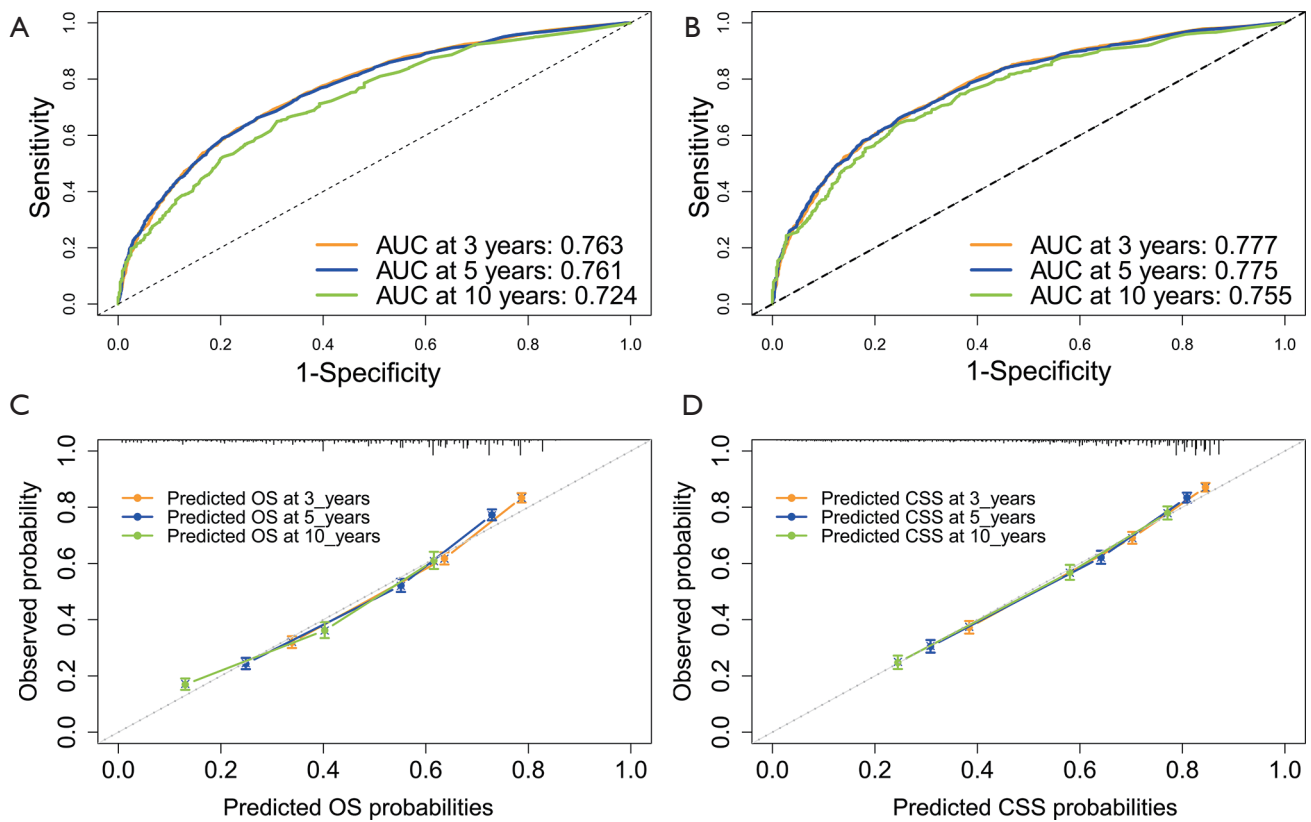 A
Sensitivity
0.0 0.2 0.4 0.6 0.8 1.0
AUC at 3 years: 0.763
AUC at 5 years: 0.761
AUC at 10 years: 0.724
0.0 0.2 0.4 0.6 0.8 1.0
1-Specificity
B
Sensitivity
0.0 0.2 0.4 0.6 0.8 1.0
AUC at 3 years: 0.777
AUC at 5 years: 0.775
AUC at 10 years: 0.755
0.0 0.2 0.4 0.6 0.8 1.0
1-Specificity
C
Observed probability
0.0 0.2 0.4 0.6 0.8 1.0
Predicted OS at 3_years
Predicted OS at 5_years
Predicted OS at 10_years
0.0 0.2 0.4 0.6 0.8 1.0
Predicted OS probabilities
D
Observed probability
0.0 0.2 0.4 0.6 0.8 1.0
Predicted CSS at 3_years
Predicted CSS at 5_years
Predicted CSS at 10_years
0.0 0.2 0.4 0.6 0.8 1.0
Predicted CSS probabilities